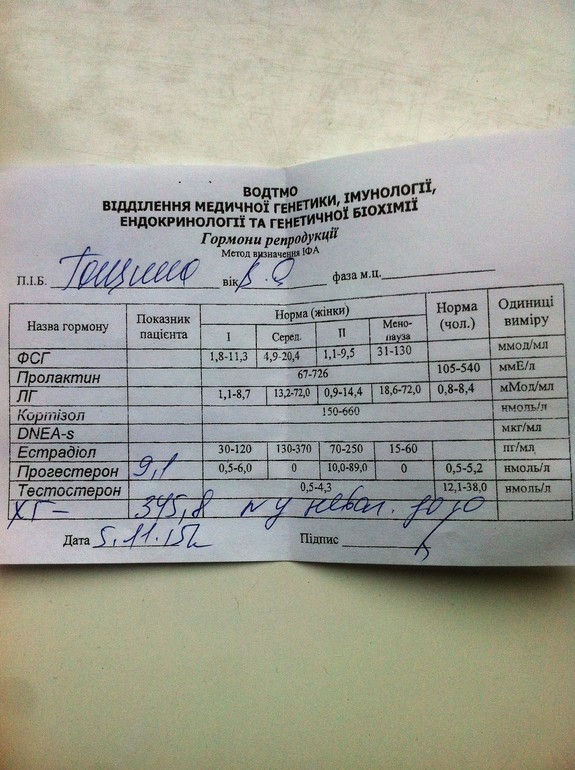 ВОДТМО
ВІДДІЛЕННЯ МЕДИЧНОЇ ГЕНЕТИКИ, ІМУНОЛОГІЇ,
ЕНДОКРИНОЛОГІЇ ТА ГЕНЕТИЧНОЇ БІОХІМІЇ
Гормони репродукції
Метод визначення ІФА
П.І.Б. вік В.О фаза м.ц.
Назва гормону Показник пацієнта Норма (жінки) Норма (чол.) Одиниці виміру
I Серед. II Мено-пауза
ФСГ 1,8-11,3 4,9-20,4 1,1-9,5 31-130 ммод/мл
Пролактин 67-726 105-540 ммЕ/л
ЛГ 1,1-8,7 13,2-72,0 0,9-14,4 18,6-72,0 0,8-8,4 мМод/мл
Кортізол 150-660 нмоль/л
DNEA-s мкг/мл
Естрадіол 30-120 130-370 70-250 15-60 пг/мл
Прогестерон 9,1 0,5-6,0 0 10,0-89,0 0 0,5-5,2 нмоль/л
Тестостерон 0,5-4,3 12,1-38,0 нмоль/л
ХГ- 345,8 N у неваг. до 10
Дата 5.11.15 Підпис